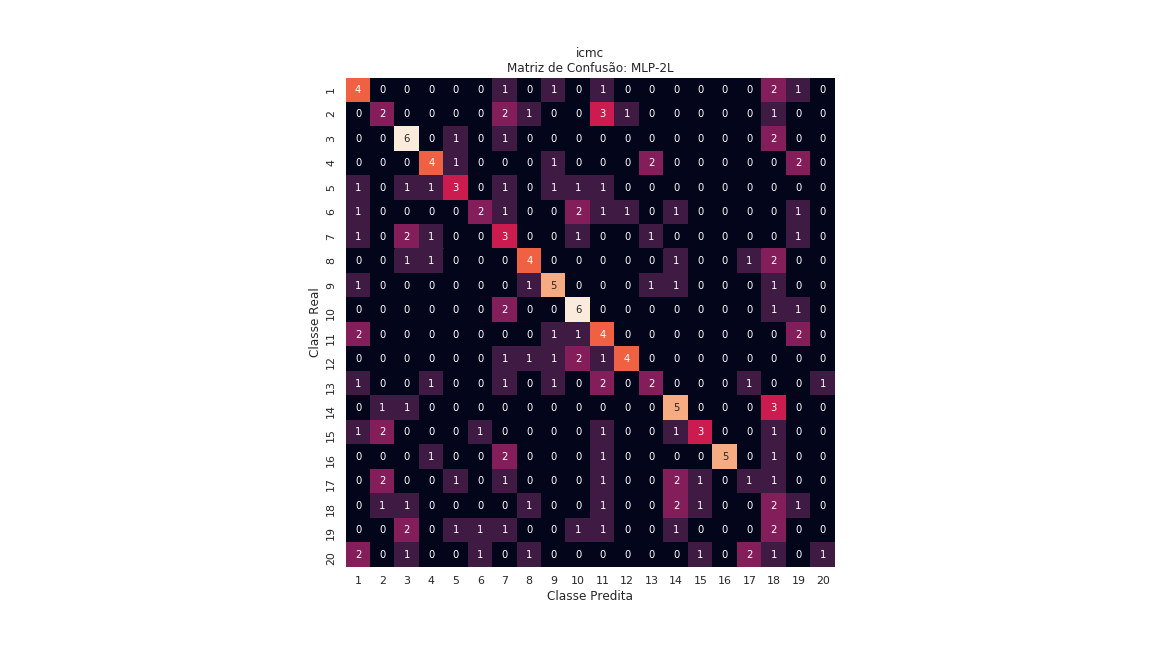 icmc
Matriz de Confusão: MLP-2L
Classe Real
1 4 0 0 0 0 0 1 0 1 0 1 0 0 0 0 0 0 2 1 0
2 0 2 0 0 0 0 2 1 0 0 3 1 0 0 0 0 0 1 0 0
3 0 0 6 0 1 0 1 0 0 0 0 0 0 0 0 0 0 2 0 0
4 0 0 0 4 1 0 0 0 1 0 0 0 2 0 0 0 0 0 2 0
5 1 0 1 1 3 0 1 0 1 1 1 0 0 0 0 0 0 0 0 0
6 1 0 0 0 0 2 1 0 0 2 1 1 0 1 0 0 0 0 1 0
7 1 0 2 1 0 0 3 0 0 1 0 0 1 0 0 0 0 0 1 0
8 0 0 1 1 0 0 0 4 0 0 0 0 0 1 0 0 1 2 0 0
9 1 0 0 0 0 0 0 1 5 0 0 0 1 1 0 0 0 1 0 0
10 0 0 0 0 0 0 2 0 0 6 0 0 0 0 0 0 0 1 1 0
11 2 0 0 0 0 0 0 0 1 1 4 0 0 0 0 0 0 0 2 0
12 0 0 0 0 0 0 1 1 1 2 1 4 0 0 0 0 0 0 0 0
13 1 0 0 1 0 0 1 0 1 0 2 0 2 0 0 0 1 0 0 1
14 0 1 1 0 0 0 0 0 0 0 0 0 0 5 0 0 0 3 0 0
15 1 2 0 0 0 1 0 0 0 0 1 0 0 1 3 0 0 1 0 0
16 0 0 0 1 0 0 2 0 0 0 1 0 0 0 0 5 0 1 0 0
17 0 2 0 0 1 0 1 0 0 0 1 0 0 2 1 0 1 1 0 0
18 0 1 1 0 0 0 0 1 0 0 1 0 0 2 1 0 0 2 1 0
19 0 0 2 0 1 1 1 0 0 1 1 0 0 1 0 0 0 2 0 0
20 2 0 1 0 0 1 0 1 0 0 0 0 0 0 1 0 2 1 0 1
1 2 3 4 5 6 7 8 9 10 11 12 13 14 15 16 17 18 19 20
Classe Predita